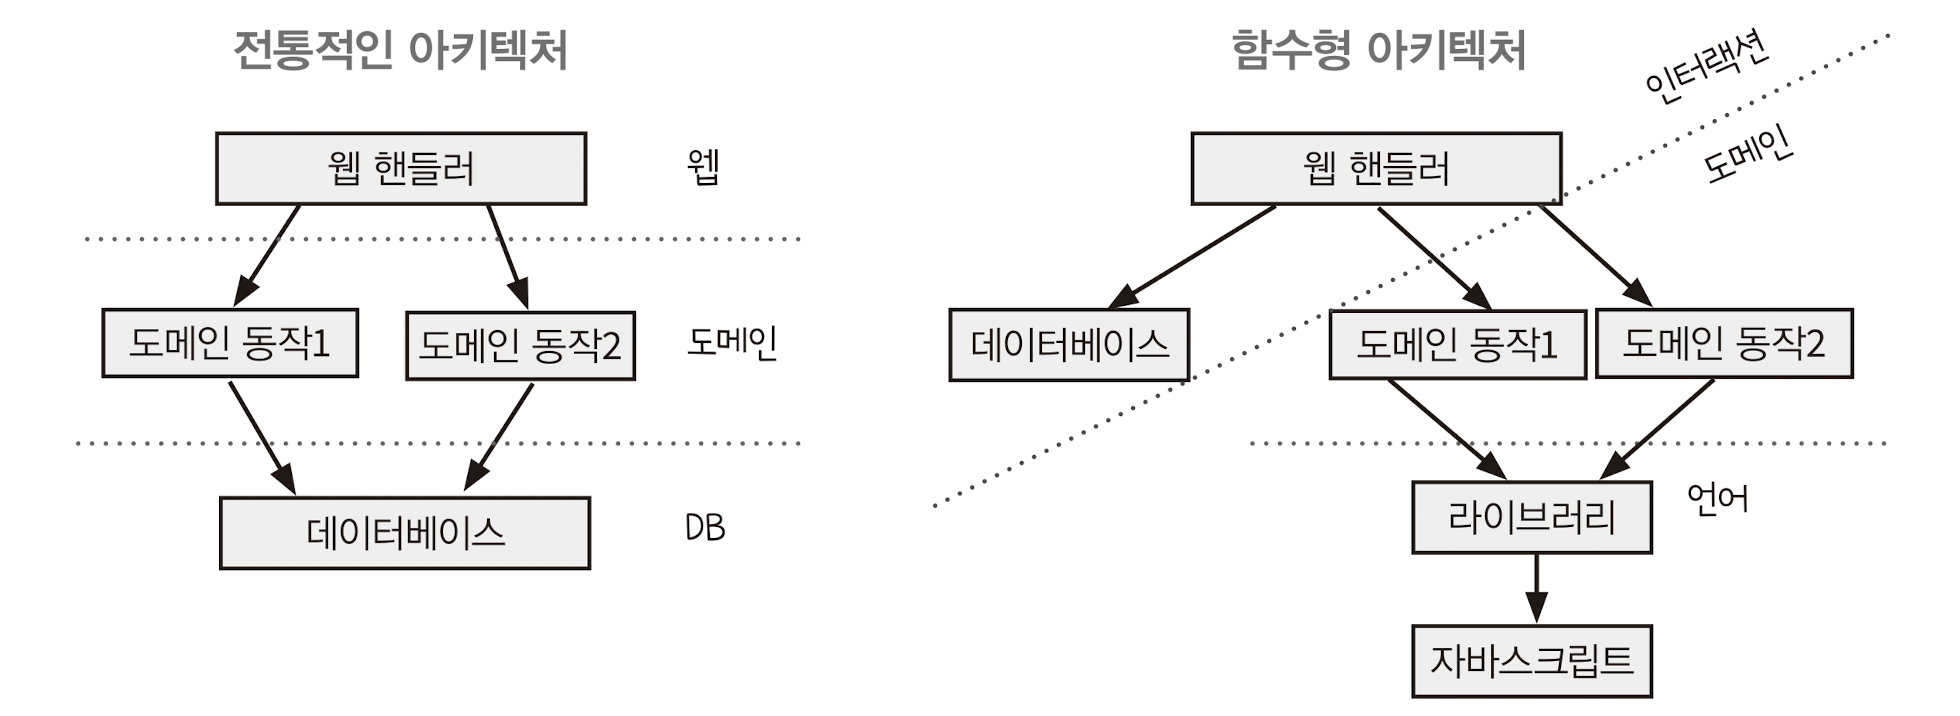 전통적인 아키텍처
웹 핸들러
웹
도메인 동작1
도메인 동작2
도메인
데이터베이스
DB
함수형 아키텍처
인터랙션
도메인
웹 핸들러
데이터베이스
도메인 동작1
도메인 동작2
라이브러리
언어
자바스크립트